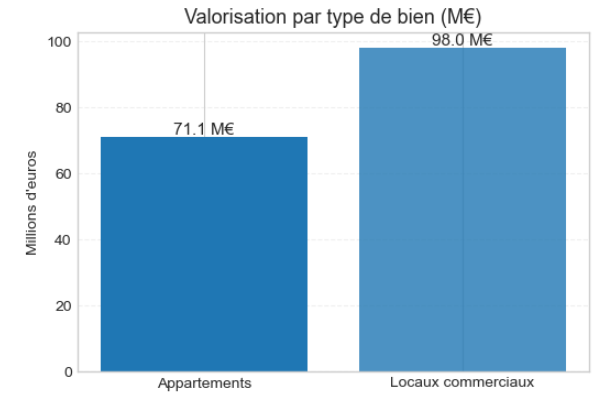 Valorisation par type de bien (M€)
100
80
60
40
20
0
Millions d'euros
71.1 M€
98.0 M€
Appartements
Locaux commerciaux